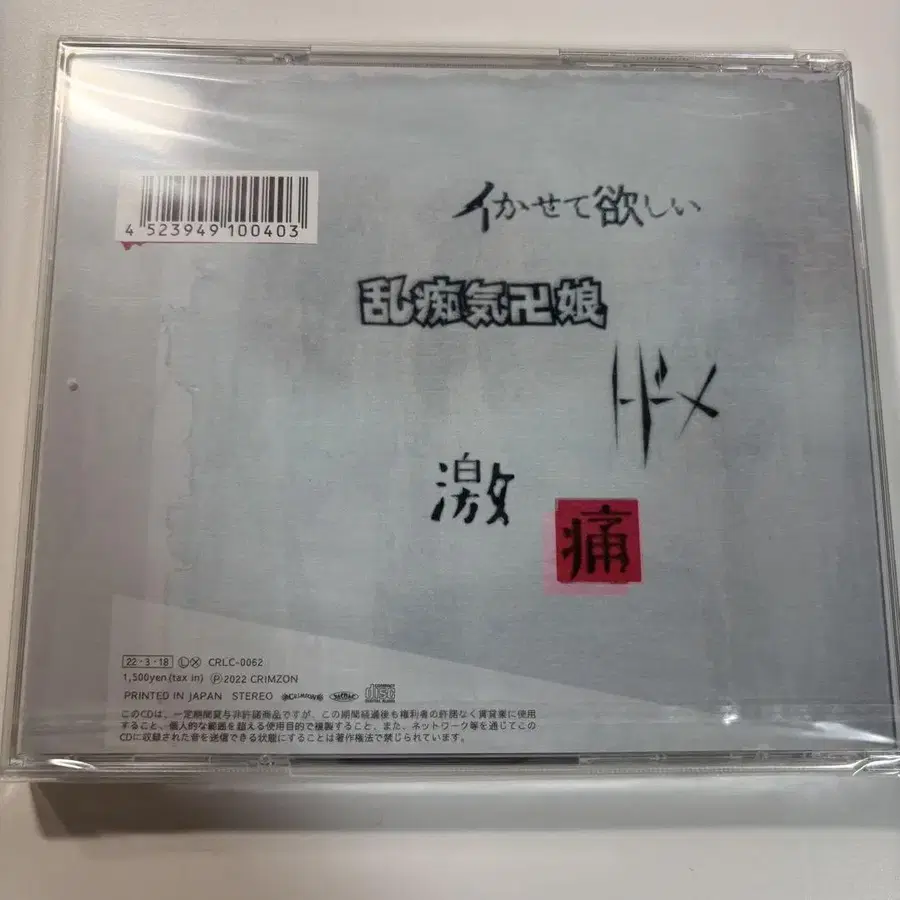 イかせて欲しい
4 523949 100403
乱痴気卍娘
トドメ
激痛
22・3・18 Ⓛ Ⓧ CRLC-0062
1,500yen(tax in) Ⓟ2022 CRIMZON
PRINTED IN JAPAN STEREO
このCDは、一定期間貸与非許諾商品ですが、この期間経過後も権利者の許諾なく賃貸業に使用
すること、個人的な範囲を超える使用目的で複製すること、また、ネットワーク等を通じてこの
CDに収録された音を送信できる状態にすることは著作権法で禁じられています。